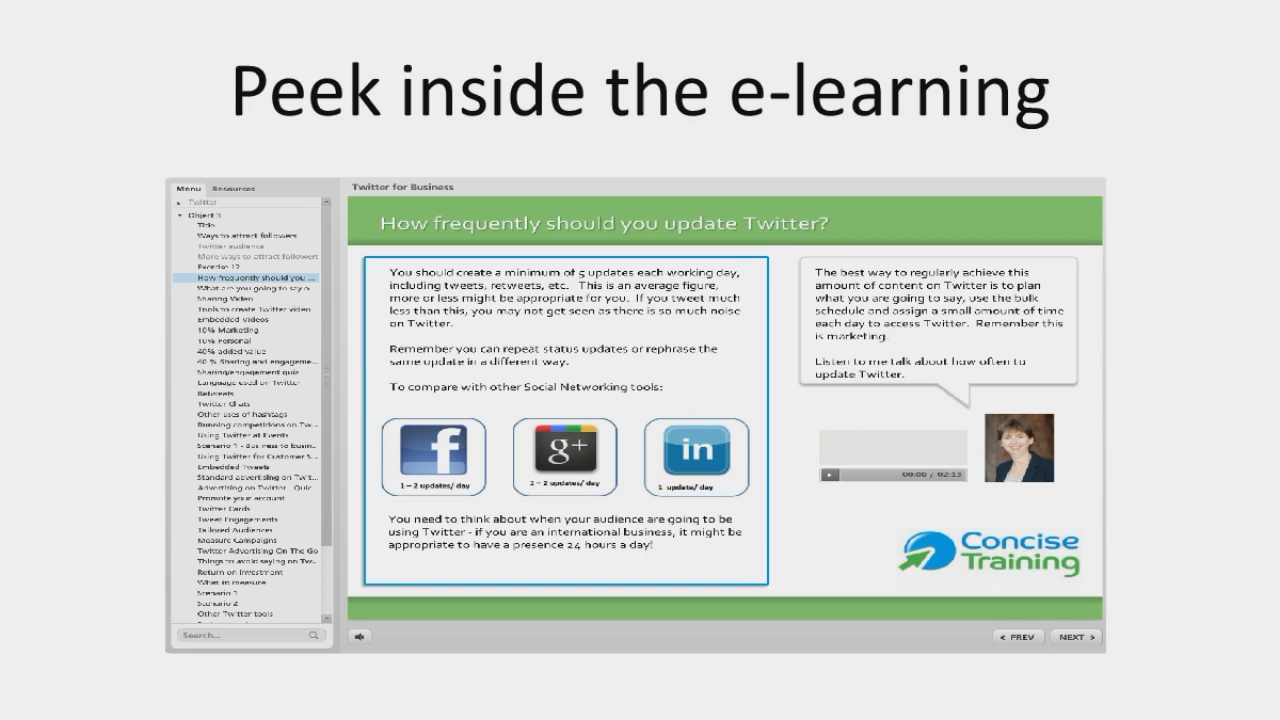 Peek inside the e-learning
Menu Resources
Twitter
Object 3
Title
Ways to attract followers
Twitter audience
More ways to attract followers
Exercise 12
How frequently should you ...
What are you going to say o
Sharing Video
Tools to create Twitter video
Embedded Videos
10% Marketing
10% Personal
40% added value
40 % Sharing and engageme...
Sharing/engagement quiz
Language used on Twitter
Retweets
Twitter Chats
Other uses of hashtags
Running competitions on Tw...
Using Twitter at Events
Scenario 1 - Business to busin...
Using Twitter for Customer S...
Embedded Tweets
Standard advertising on Twit...
Advertising on Twitter - Quic
Promote your account
Twitter Cards
Tweet Engagements
Tailored Audiences
Measure Campaigns
Twitter Advertising On The Go
Things to avoid saying on Tw...
Return on Investment
What to measure
Scenario 1
Scenario 2
Other Twitter tools
Search...
Twitter for Business
How frequently should you update Twitter?
You should create a minimum of 5 updates each working day,
including tweets, retweets, etc. This is an average figure,
more or less might be appropriate for you. If you tweet much
less than this, you may not get seen as there is so much noise
on Twitter.
Remember you can repeat status updates or rephrase the
same update in a different way.
To compare with other Social Networking tools:
f g+ in
1 – 2 updates/ day 1 – 2 updates/ day 1 update/ day
You need to think about when your audience are going to be
using Twitter - if you are an international business, it might be
appropriate to have a presence 24 hours a day!
The best way to regularly achieve this
amount of content on Twitter is to plan
what you are going to say, use the bulk
schedule and assign a small amount of time
each day to access Twitter. Remember this
is marketing.
Listen to me talk about how often to
update Twitter.
00:00 / 02:13
Concise
Training
< PREV NEXT >